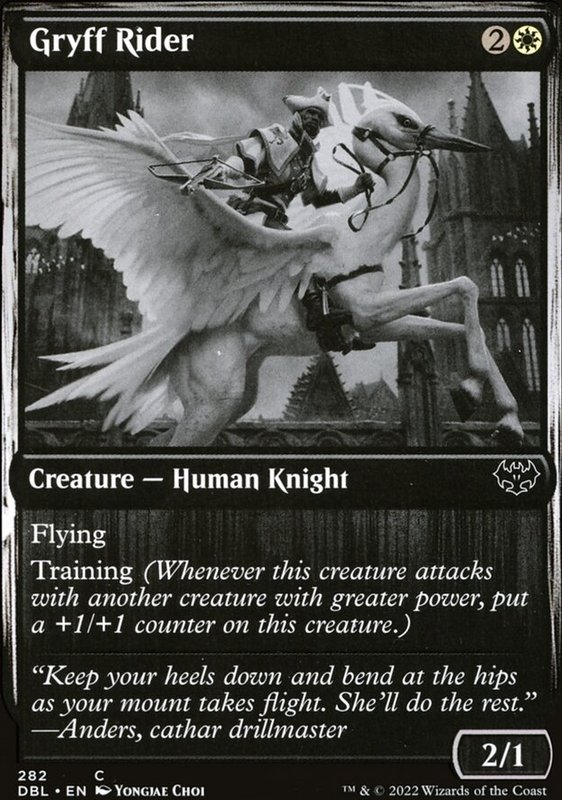 Gryff Rider 2
Creature — Human Knight
Flying
Training (Whenever this creature attacks
with another creature with greater power, put
a +1/+1 counter on this creature.)
“Keep your heels down and bend at the hips
as your mount takes flight. She’ll do the rest.”
—Anders, cathar drillmaster
2/1
282 C
DBL • EN Yongjae Choi ™ & © 2022 Wizards of the Coast